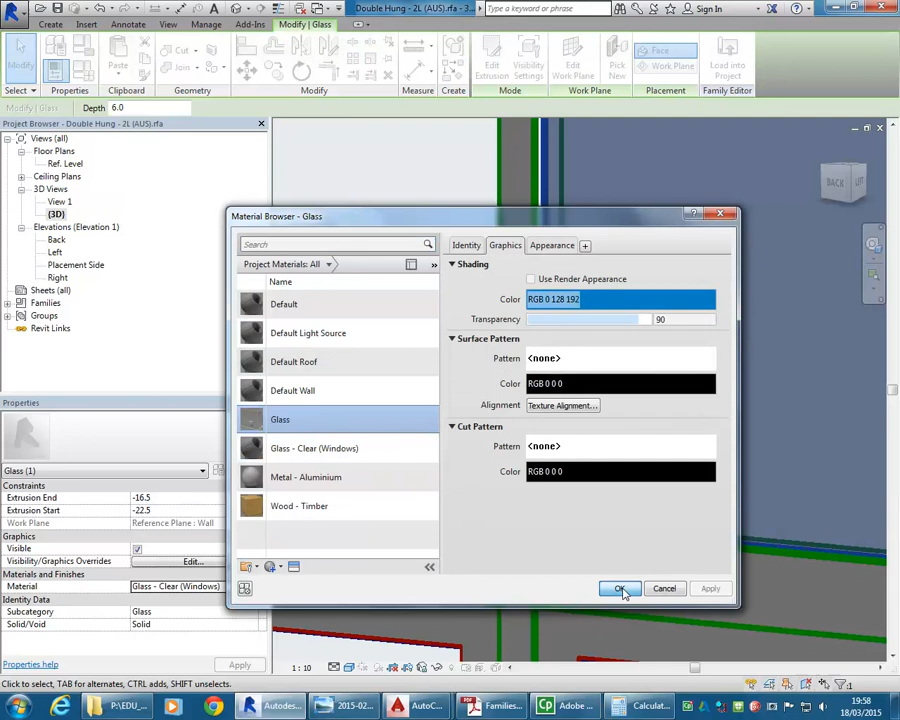 Double Hung - 2L (AUS).rfa - 3...
Type a keyword or phrase
Sign In
Create
Insert
Annotate
View
Manage
Add-Ins
Modify | Glass
Modify
Paste
Cut
Join
Edit Extrusion
Visibility Settings
Edit Work Plane
Pick New
Face
Work Plane
Load into Project
Select
Properties
Clipboard
Geometry
Modify
Measure
Create
Mode
Work Plane
Placement
Family Editor
Modify | Glass
Depth 6.0
Project Browser - Double Hung - 2L (AUS).rfa
Views (all)
Floor Plans
Ref. Level
Ceiling Plans
3D Views
View 1
{3D}
Elevations (Elevation 1)
Back
Left
Placement Side
Right
Sheets (all)
Families
Groups
Revit Links
BACK
Material Browser - Glass
Search
Project Materials: All
Name
Default
Default Light Source
Default Roof
Default Wall
Glass
Glass - Clear (Windows)
Metal - Aluminium
Wood - Timber
Identity
Graphics
Appearance
Shading
Use Render Appearance
Color RGB 0 128 192
Transparency 90
Surface Pattern
Pattern <none>
Color RGB 0 0 0
Alignment Texture Alignment...
Cut Pattern
Pattern <none>
Color RGB 0 0 0
OK
Cancel
Apply
Properties
Glass (1)
Constraints
Extrusion End -16.5
Extrusion Start -22.5
Work Plane Reference Plane : Wall
Graphics
Visible
Visibility/Graphics Overrides Edit...
Materials and Finishes
Material Glass - Clear (Windows)
Identity Data
Subcategory Glass
Solid/Void Solid
Properties help
Apply
1 : 10
Click to select, TAB for alternates, CTRL adds, SHIFT unselects.
:1
P:\EDU_...
Autodes...
2015-02...
AutoC...
Families...
Adobe ...
Calculat...
19:58
18/03/2015